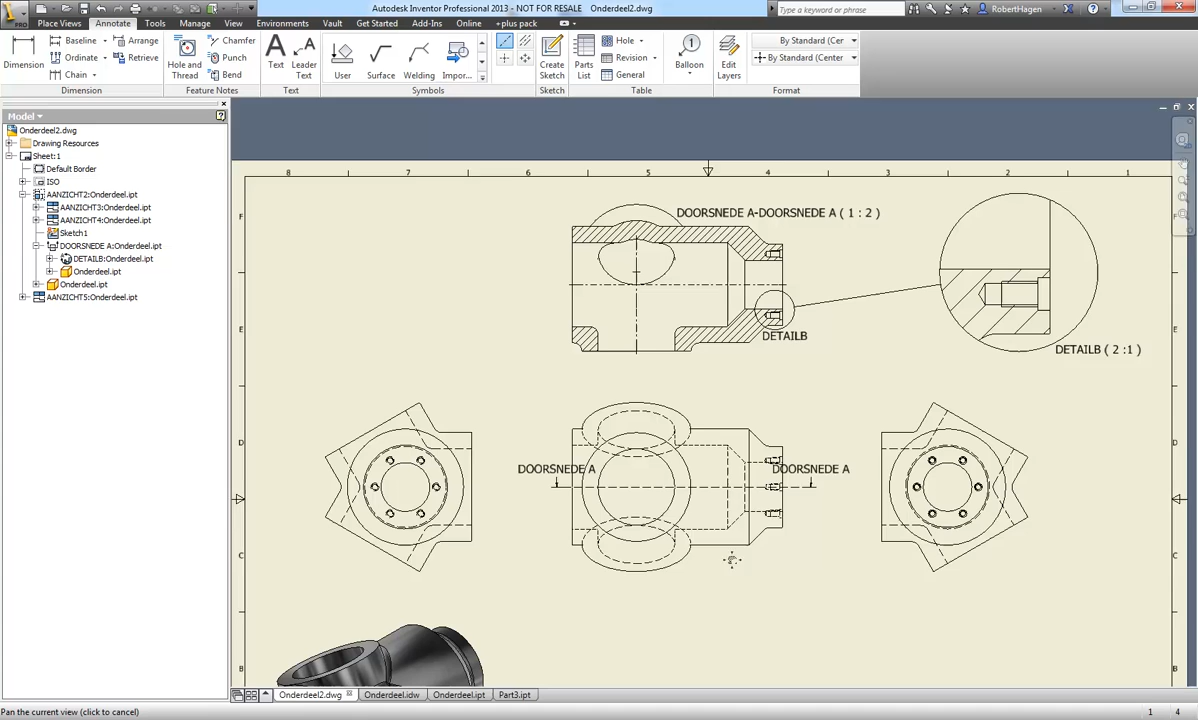 Autodesk Inventor Professional 2013 - NOT FOR RESALE Onderdeel2.dwg
Type a keyword or phrase
RobertHagen
PRO
Place Views Annotate Tools Manage View Environments Vault Get Started Add-Ins Online +plus pack
Baseline Arrange Chamfer Hole By Standard (Cer
Ordinate Retrieve Punch Revision By Standard (Center
Chain Bend General
Dimension Hole and Thread Text Leader Text User Surface Welding Impor... Create Sketch Parts List Balloon Edit Layers
Dimension Feature Notes Text Symbols Sketch Table Format
Model
Onderdeel2.dwg
Drawing Resources
Sheet:1
Default Border
ISO
AANZICHT2:Onderdeel.ipt
AANZICHT3:Onderdeel.ipt
AANZICHT4:Onderdeel.ipt
Sketch1
DOORSNEDE A:Onderdeel.ipt
DETAILB:Onderdeel.ipt
Onderdeel.ipt
Onderdeel.ipt
AANZICHT5:Onderdeel.ipt
8 7 6 5 4 3 2 1
F F
DOORSNEDE A-DOORSNEDE A ( 1 : 2 )
E E
DETAILB
DETAILB ( 2 :1 )
D D
DOORSNEDE A DOORSNEDE A
C C
B B
Onderdeel2.dwg Onderdeel.idw Onderdeel.ipt Part3.ipt
Pan the current view (click to cancel) 1 4